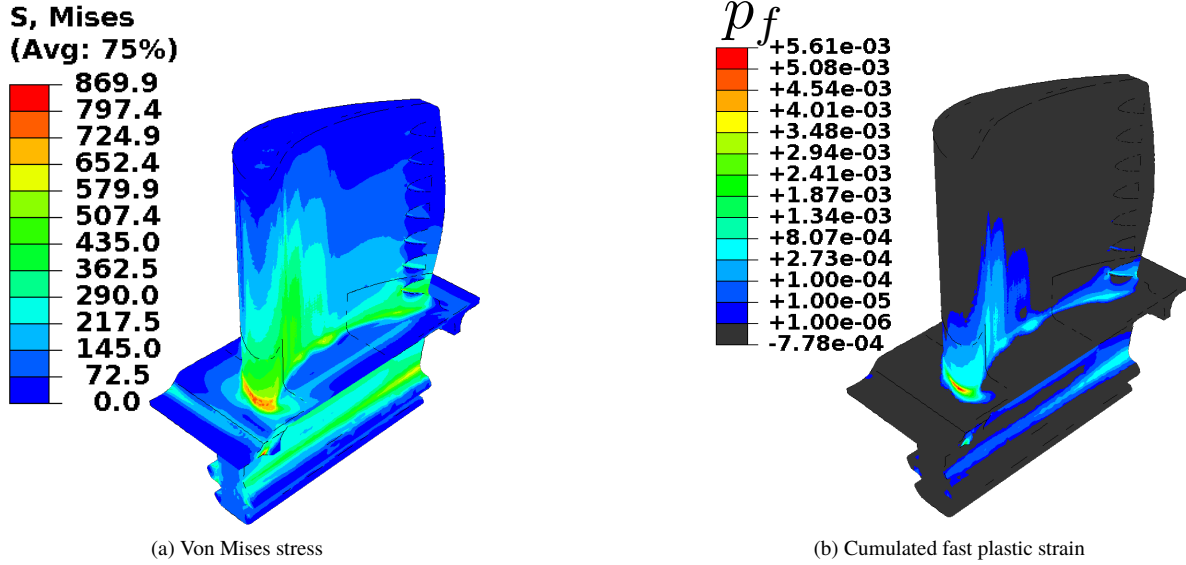 S, Mises
(Avg: 75%)
869.9
797.4
724.9
652.4
579.9
507.4
435.0
362.5
290.0
217.5
145.0
72.5
0.0
(a) Von Mises stress
p_f
+5.61e-03
+5.08e-03
+4.54e-03
+4.01e-03
+3.48e-03
+2.94e-03
+2.41e-03
+1.87e-03
+1.34e-03
+8.07e-04
+2.73e-04
+1.00e-04
+1.00e-05
+1.00e-06
-7.78e-04
(b) Cumulated fast plastic strain